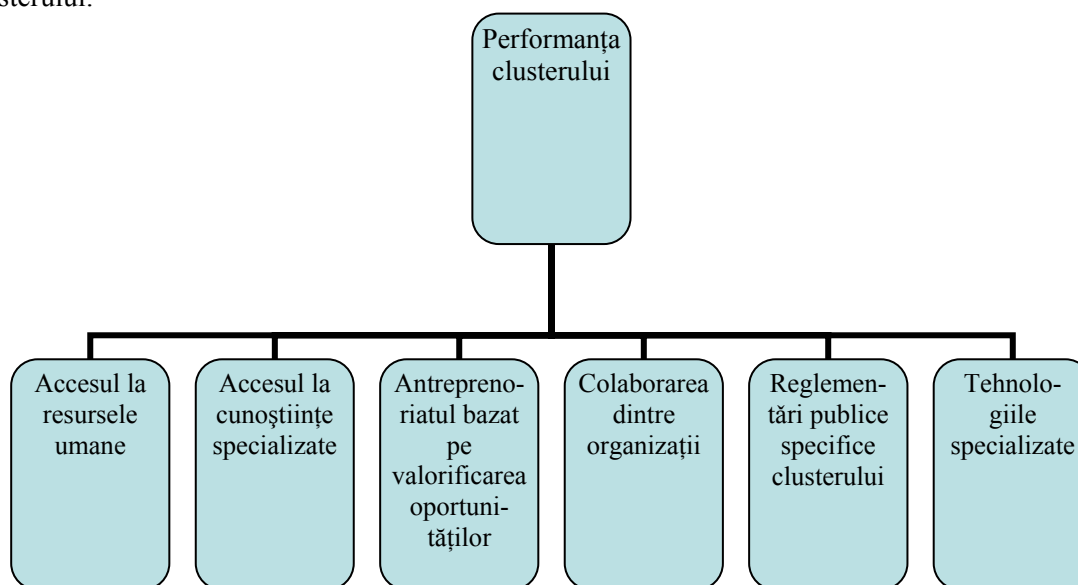 sterului.
Performanța
clusterului
Accesul la
resursele
umane
Accesul la
cunoştiințe
specializate
Antrepreno-
riatul bazat
pe
valorificarea
oportuni-
tăților
Colaborarea
dintre
organizații
Reglemen-
tări publice
specifice
clusterului
Tehnolo-
giile
specializate